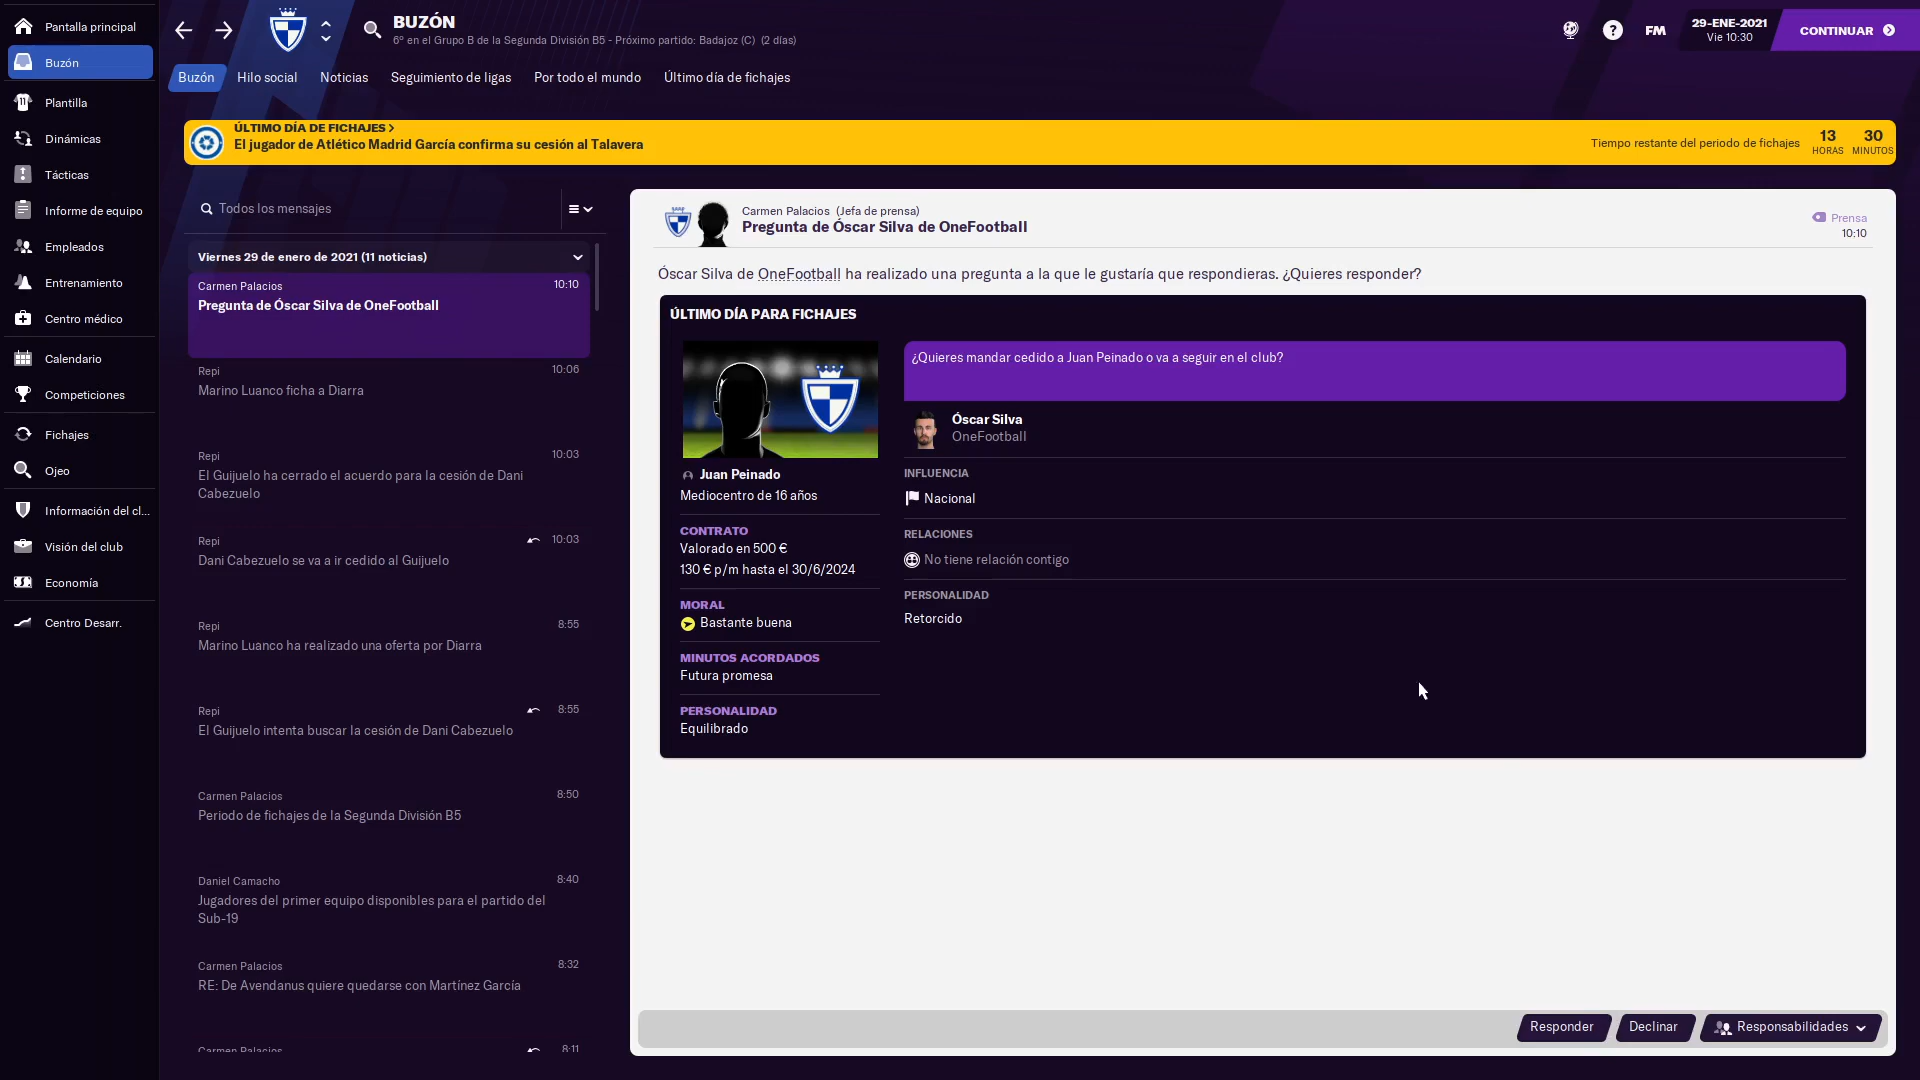 Pantalla principal
Buzón
Plantilla
Dinámicas
Tácticas
Informe de equipo
Empleados
Entrenamiento
Centro médico
Calendario
Competiciones
Fichajes
Ojeo
Información del cl...
Visión del club
Economía
Centro Desarr.
BUZÓN
6º en el Grupo B de la Segunda División B5 - Próximo partido: Badajoz (C) (2 días)
FM
29-ENE-2021
Vie 10:30
CONTINUAR
Buzón
Hilo social
Noticias
Seguimiento de ligas
Por todo el mundo
Último día de fichajes
ÚLTIMO DÍA DE FICHAJES >
El jugador de Atlético Madrid García confirma su cesión al Talavera
Tiempo restante del periodo de fichajes
13
HORAS
30
MINUTOS
Todos los mensajes
Viernes 29 de enero de 2021 (11 noticias)
Carmen Palacios 10:10
Pregunta de Óscar Silva de OneFootball
Repi 10:06
Marino Luanco ficha a Diarra
Repi 10:03
El Guijuelo ha cerrado el acuerdo para la cesión de Dani
Cabezuelo
Repi 10:03
Dani Cabezuelo se va a ir cedido al Guijuelo
Repi 8:55
Marino Luanco ha realizado una oferta por Diarra
Repi 8:55
El Guijuelo intenta buscar la cesión de Dani Cabezuelo
Carmen Palacios 8:50
Periodo de fichajes de la Segunda División B5
Daniel Camacho 8:40
Jugadores del primer equipo disponibles para el partido del
Sub-19
Carmen Palacios 8:32
RE: De Avendanus quiere quedarse con Martínez García
Carmen Palacios 8:11
Carmen Palacios (Jefa de prensa)
Pregunta de Óscar Silva de OneFootball
Prensa
10:10
Óscar Silva de OneFootball ha realizado una pregunta a la que le gustaría que respondieras. ¿Quieres responder?
ÚLTIMO DÍA PARA FICHAJES
Juan Peinado
Mediocentro de 16 años
CONTRATO
Valorado en 500 €
130 € p/m hasta el 30/6/2024
MORAL
Bastante buena
MINUTOS ACORDADOS
Futura promesa
PERSONALIDAD
Equilibrado
¿Quieres mandar cedido a Juan Peinado o va a seguir en el club?
Óscar Silva
OneFootball
INFLUENCIA
Nacional
RELACIONES
No tiene relación contigo
PERSONALIDAD
Retorcido
Responder
Declinar
Responsabilidades